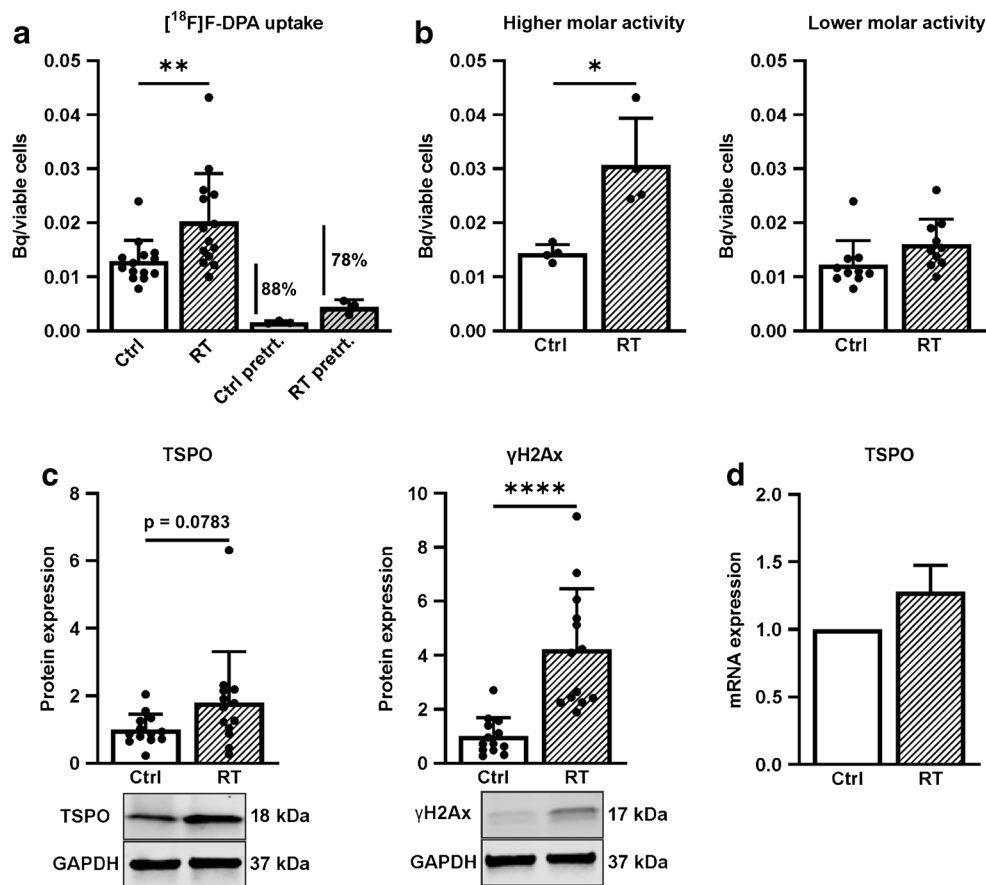 a
[¹⁸F]F-DPA uptake
Bq/viable cells
0.05
0.04
0.03
0.02
0.01
0.00
**
88%
78%
Ctrl
RT
Ctrl pretrt.
RT pretrt.
b
Higher molar activity
Bq/viable cells
0.05
0.04
0.03
0.02
0.01
0.00
*
Ctrl
RT
Lower molar activity
Bq/viable cells
0.05
0.04
0.03
0.02
0.01
0.00
Ctrl
RT
c
TSPO
Protein expression
8
6
4
2
0
p = 0.0783
Ctrl
RT
TSPO
18 kDa
GAPDH
37 kDa
γH2Ax
Protein expression
10
8
6
4
2
0
****
Ctrl
RT
γH2Ax
17 kDa
GAPDH
37 kDa
d
TSPO
mRNA expression
2.0
1.5
1.0
0.5
0.0
Ctrl
RT